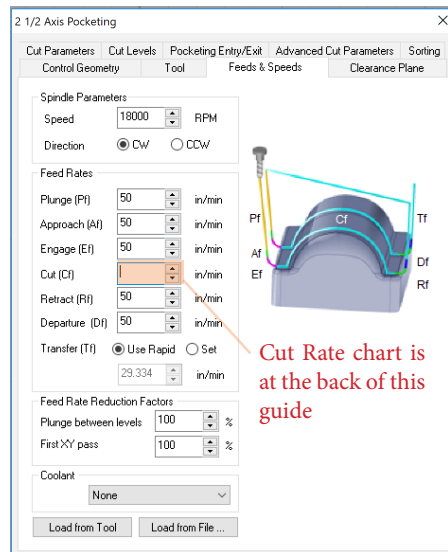 2 1/2 Axis Pocketing
Cut Parameters Cut Levels Pocketing Entry/Exit Advanced Cut Parameters Sorting
Control Geometry Tool Feeds & Speeds Clearance Plane
Spindle Parameters
Speed 18000 RPM
Direction CW CCW
Feed Rates
Plunge (Pf) 50 in/min
Approach (Af) 50 in/min
Engage (Ef) 50 in/min
Cut (Cf) in/min
Retract (Rf) 50 in/min
Departure (Df) 50 in/min
Transfer (Tf) Use Rapid Set
29.334 in/min
Pf Cf Tf
Af Df
Ef Rf
Cut Rate chart is
at the back of this
guide
Feed Rate Reduction Factors
Plunge between levels 100 %
First XY pass 100 %
Coolant
None
Load from Tool Load from File ...